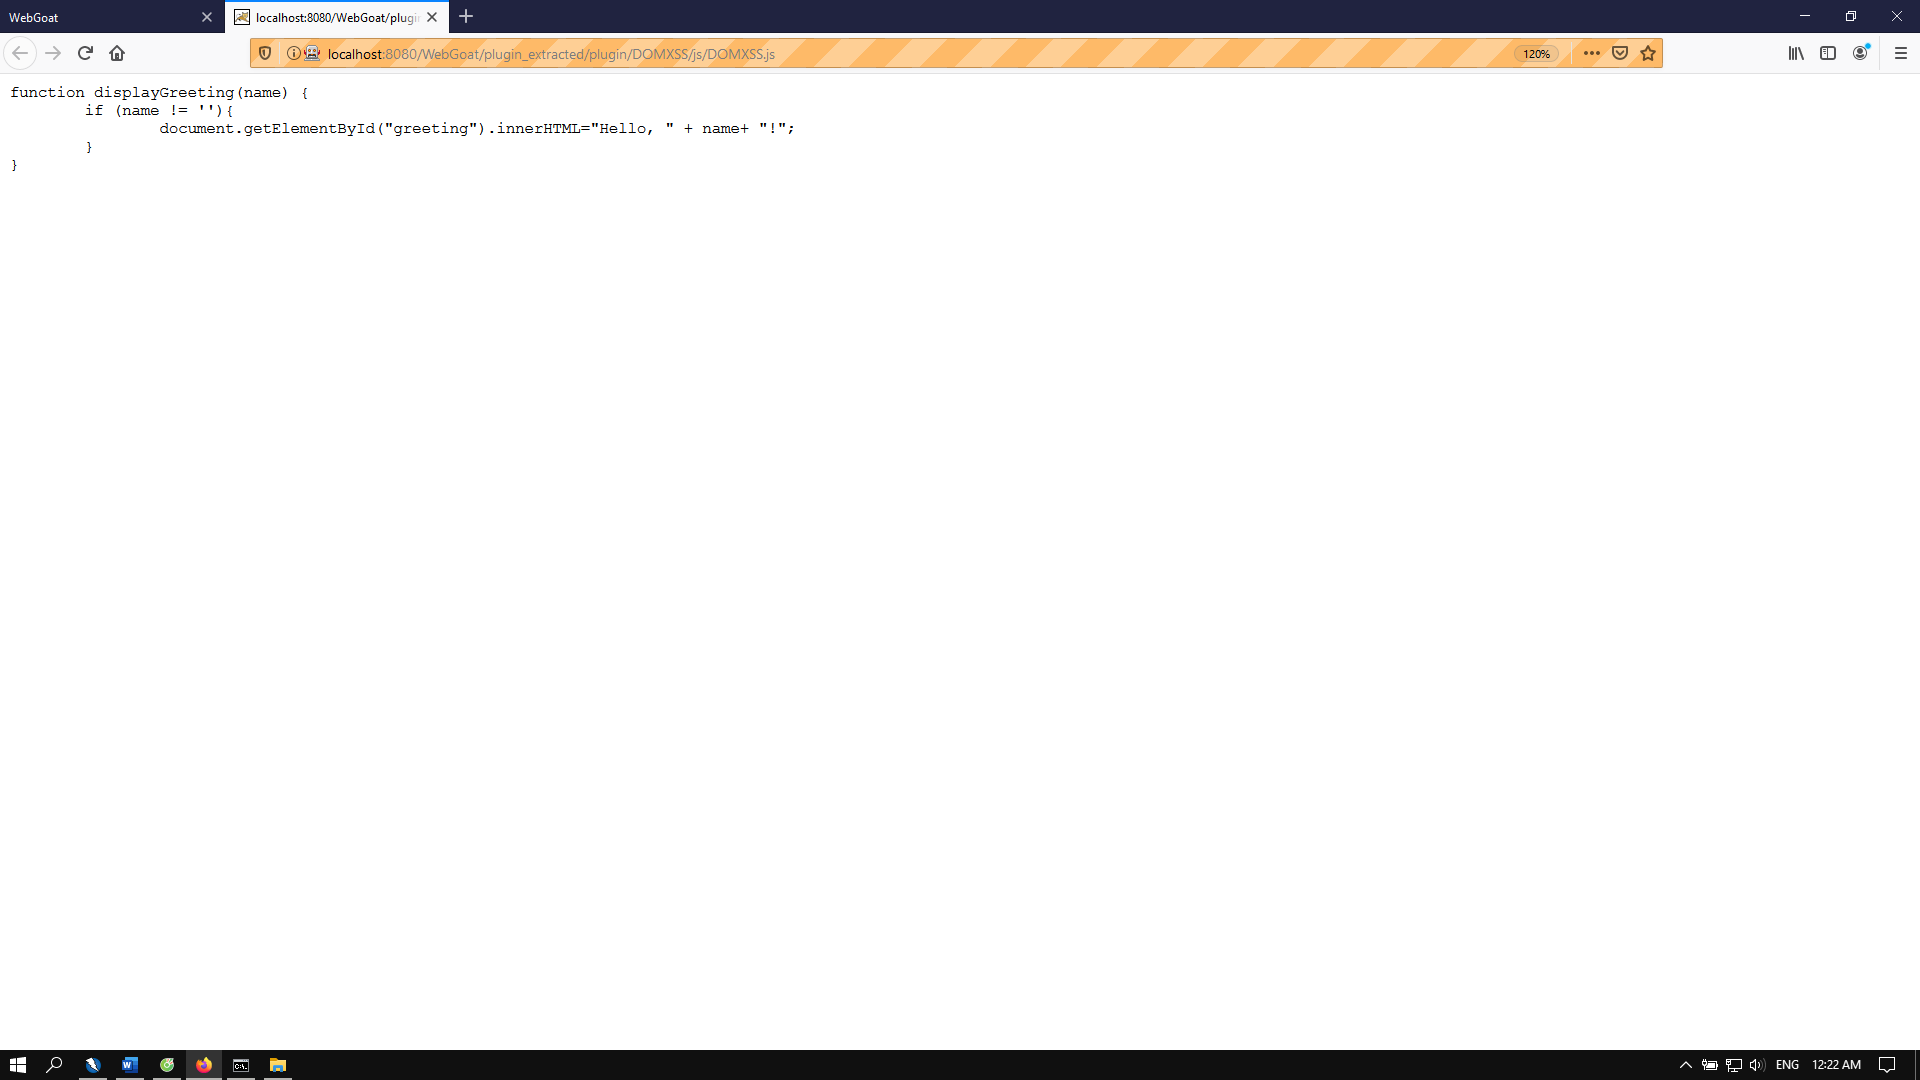 WebGoat
localhost:8080/WebGoat/plugi
localhost:8080/WebGoat/plugin_extracted/plugin/DOMXSS/js/DOMXSS.js
120%
function displayGreeting(name) {
        if (name != ''){
                document.getElementById("greeting").innerHTML="Hello, " + name+ "!";
        }
}
ENG
12:22 AM